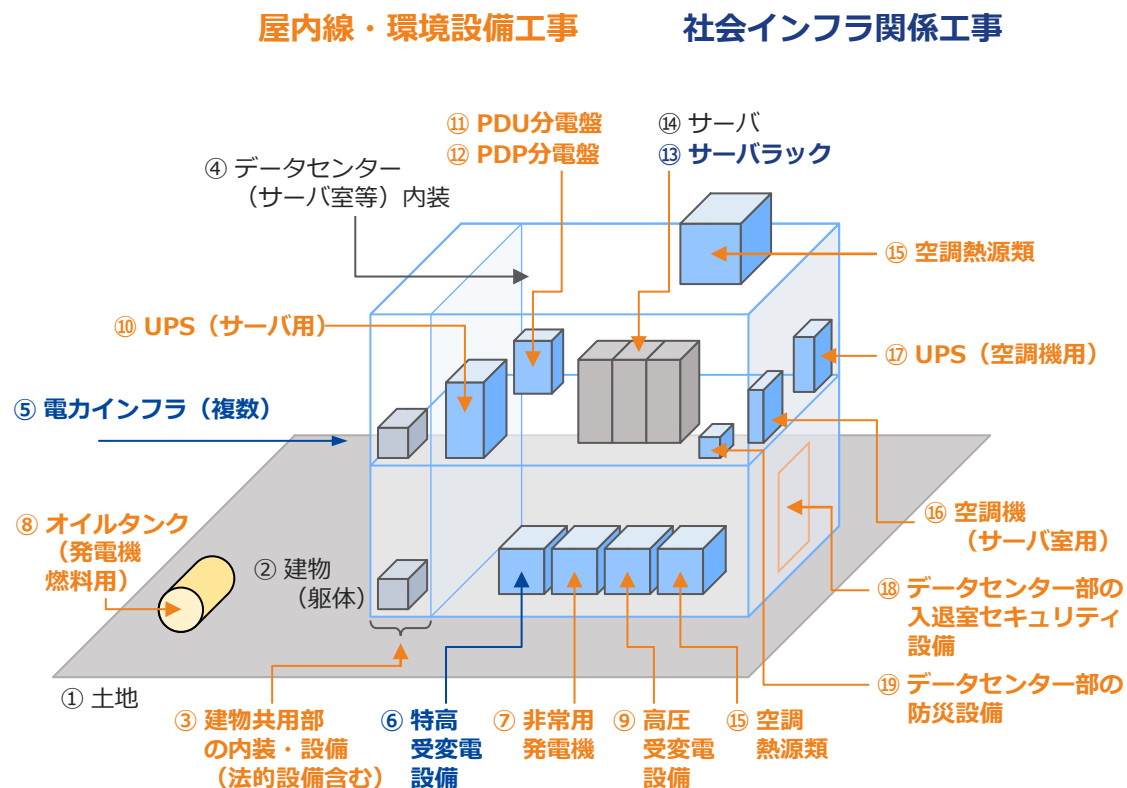 屋内線・環境設備工事
社会インフラ関係工事
⑪ PDU分電盤
⑫ PDP分電盤
⑭ サーバ
⑬ サーバラック
④ データセンター
（サーバ室等）内装
⑮ 空調熱源類
⑩ UPS（サーバ用）
⑰ UPS（空調機用）
⑤ 電力インフラ（複数）
⑧ オイルタンク
（発電機
燃料用）
② 建物
（躯体）
⑯ 空調機
（サーバ室用）
⑱ データセンター部の
入退室セキュリティ
設備
⑲ データセンター部の
防災設備
① 土地
③ 建物共用部
の内装・設備
（法的設備含む）
⑥ 特高
受変電
設備
⑦ 非常用
発電機
⑨ 高圧
受変電
設備
⑮ 空調
熱源類